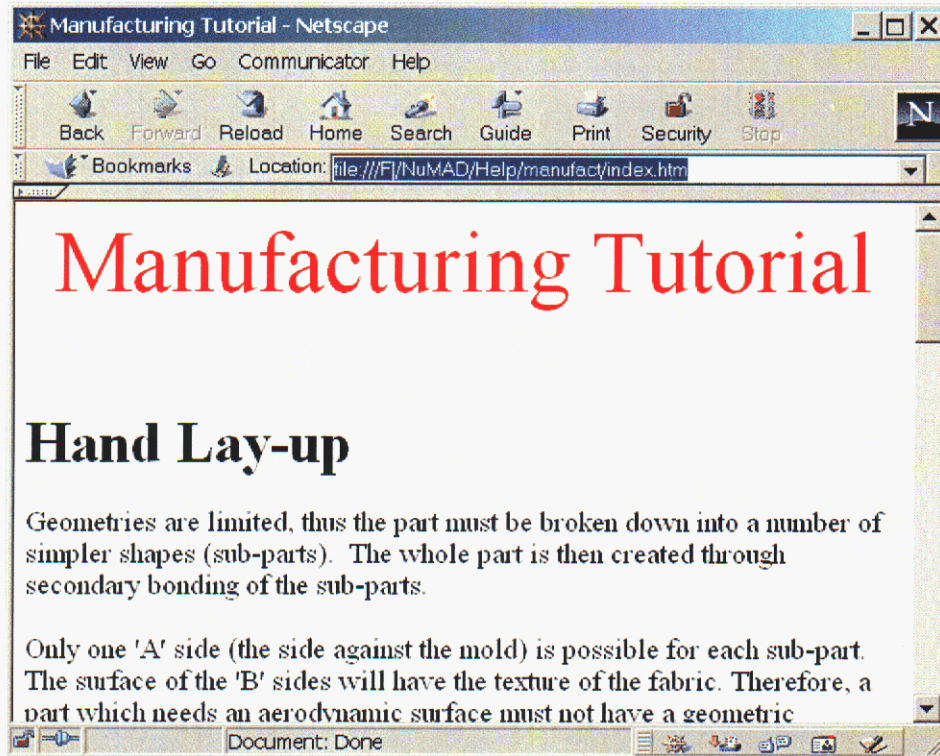 Manufacturing Tutorial - Netscape
File Edit View Go Communicator Help
Back Forward Reload Home Search Guide Print Security Stop
N
Bookmarks Location: file:///F|/NuMAD/Help/manufact/index.htm
Manufacturing Tutorial
Hand Lay-up
Geometries are limited, thus the part must be broken down into a number of
simpler shapes (sub-parts). The whole part is then created through
secondary bonding of the sub-parts.
Only one 'A' side (the side against the mold) is possible for each sub-part.
The surface of the 'B' sides will have the texture of the fabric. Therefore, a
part which needs an aerodynamic surface must not have a geometric
Document: Done